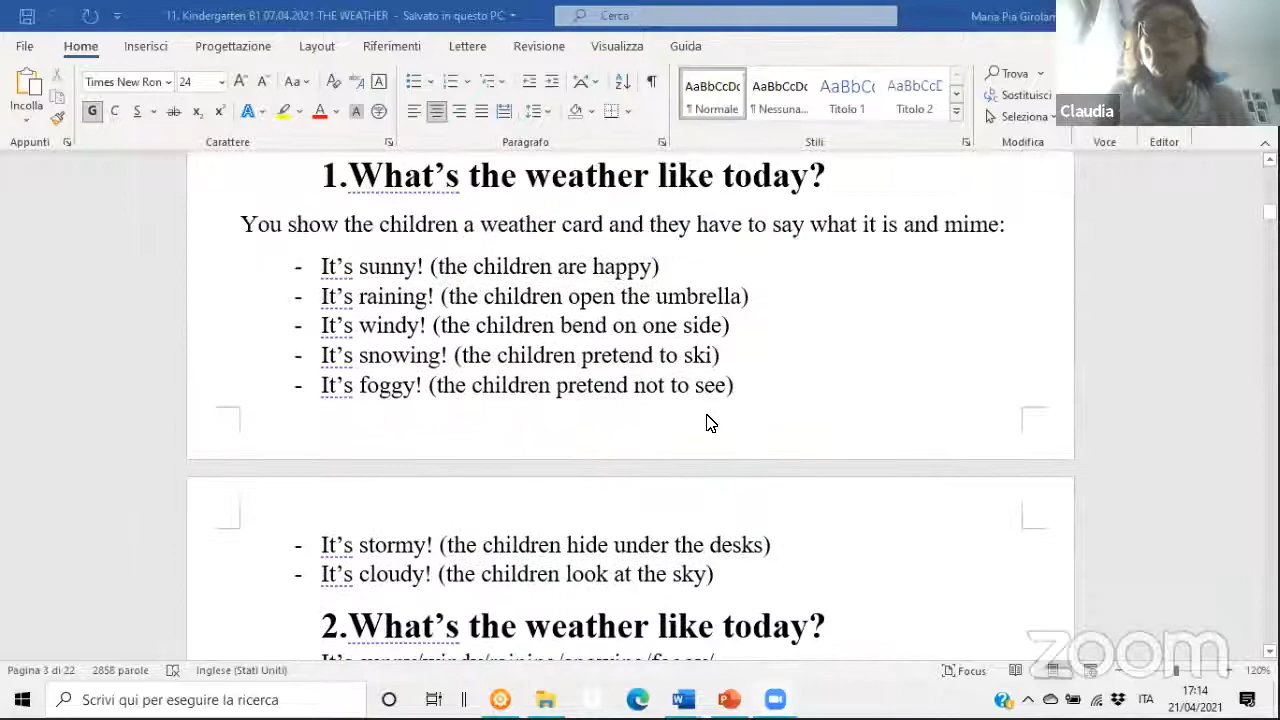 11. Kindergarten B1 07.04.2021 THE WEATHER - Salvato in questo PC
Cerca
Maria Pia Girolam
File Home Inserisci Progettazione Layout Riferimenti Lettere Revisione Visualizza Guida
Claudia
Incolla
Times New Ron 24
AaBbCcDc AaBbCcDc AaBbCc AaBbCcD
¶ Normale ¶ Nessuna... Titolo 1 Titolo 2
Trova
Sostituisci
Seleziona
Appunti Carattere Paragrafo Stili Modifica Voce Editor
1.What's the weather like today?
You show the children a weather card and they have to say what it is and mime:
- It's sunny! (the children are happy)
- It's raining! (the children open the umbrella)
- It's windy! (the children bend on one side)
- It's snowing! (the children pretend to ski)
- It's foggy! (the children pretend not to see)
- It's stormy! (the children hide under the desks)
- It's cloudy! (the children look at the sky)
2.What's the weather like today?
zoom
Pagina 3 di 22 2858 parole Inglese (Stati Uniti) Focus 120%
Scrivi qui per eseguire la ricerca
ITA
17:14
21/04/2021